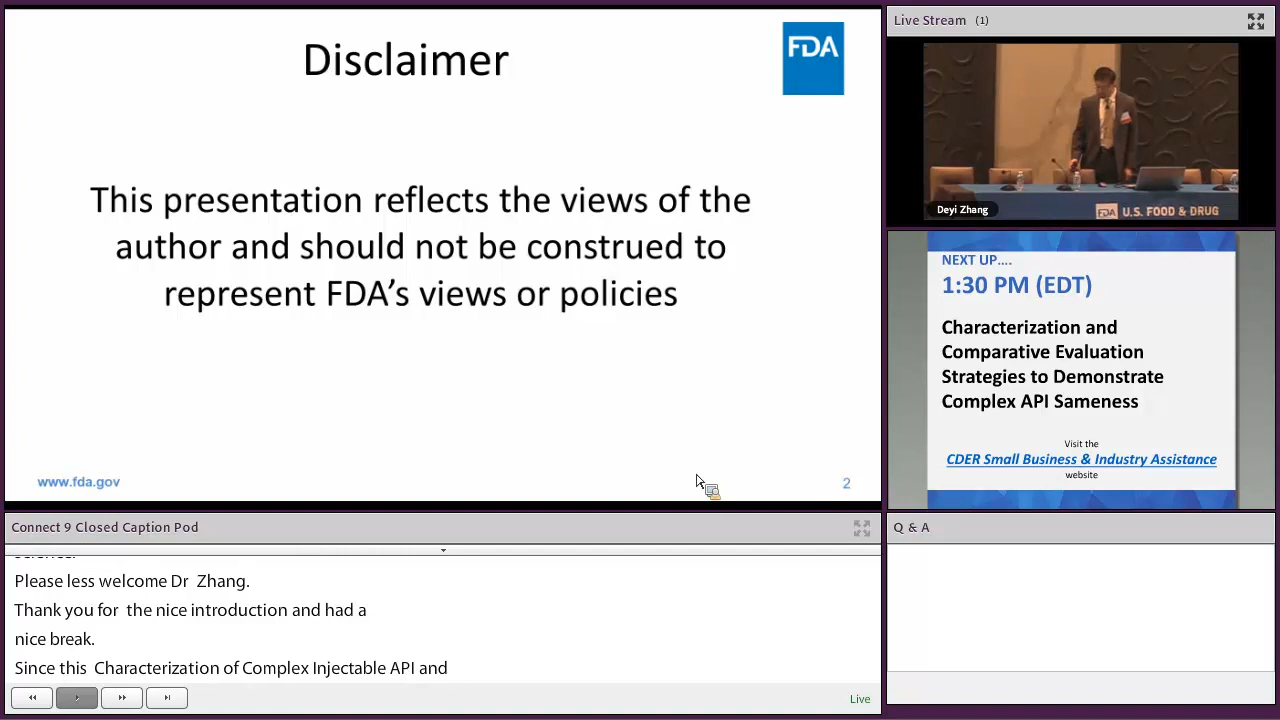 Disclaimer
FDA
This presentation reflects the views of the
author and should not be construed to
represent FDA's views or policies
www.fda.gov
2
Live Stream (1)
Deyi Zhang
FDA U.S. FOOD & DRUG
NEXT UP....
1:30 PM (EDT)
Characterization and
Comparative Evaluation
Strategies to Demonstrate
Complex API Sameness
Visit the
CDER Small Business & Industry Assistance
website
Connect 9 Closed Caption Pod
Please less welcome Dr Zhang.
Thank you for the nice introduction and had a
nice break.
Since this Characterization of Complex Injectable API and
Live
Q & A